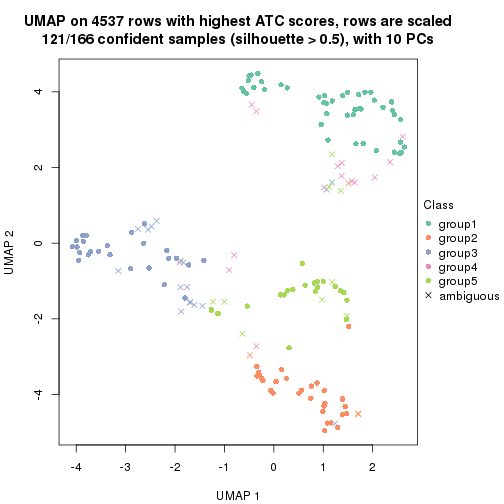 UMAP on 4537 rows with highest ATC scores, rows are scaled
121/166 confident samples (silhouette > 0.5), with 10 PCs
4
2
0
-2
-4
UMAP 2
-4 -3 -2 -1 0 1 2
UMAP 1
Class
group1
group2
group3
group4
group5
ambiguous